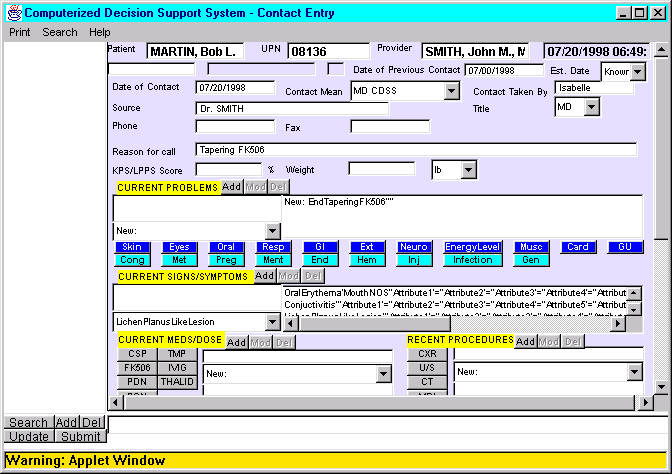 Computerized Decision Support System - Contact Entry
Print Search Help
Patient MARTIN, Bob L. UPN 08136 Provider SMITH, John M., M 07/20/1998 06:49:
Date of Previous Contact 07/00/1998 Est. Date Known
Date of Contact 07/20/1998 Contact Mean MD CDSS Contact Taken By Isabelle
Source Dr. SMITH Title MD
Phone Fax
Reason for call Tapering FK506
KPS/LPPS Score % Weight lb
CURRENT PROBLEMS Add Mod Del
New: EndTaperingFK506""
New:
Skin Eyes Oral Resp GI Ext Neuro EnergyLevel Musc Card GU
Cong Met Preg Ment End Hem Inj Infection Gen
CURRENT SIGNS/SYMPTOMS Add Mod Del
OralErythema'MouthNOS"Attribute1'="Attribute2'="Attribute3'="Attribute4'="Attribute
Conjuctivitis'"Attribute1'="Attribute2'="Attribute3'="Attribute4'="Attribute5'="Attribut
LichenPlanusLikeLesion
CURRENT MEDS/DOSE Add Mod Del RECENT PROCEDURES Add Mod Del
CSP TMP CXR
FK506 IVIG New: U/S New:
PDN THALID CT
Search Add Del
Update Submit
Warning: Applet Window